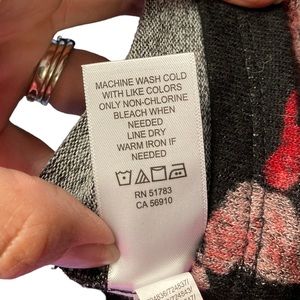 MACHINE WASH COLD
WITH LIKE COLORS
ONLY NON-CHLORINE
BLEACH WHEN
NEEDED
LINE DRY
WARM IRON IF
NEEDED
RN 51783
CA 56910